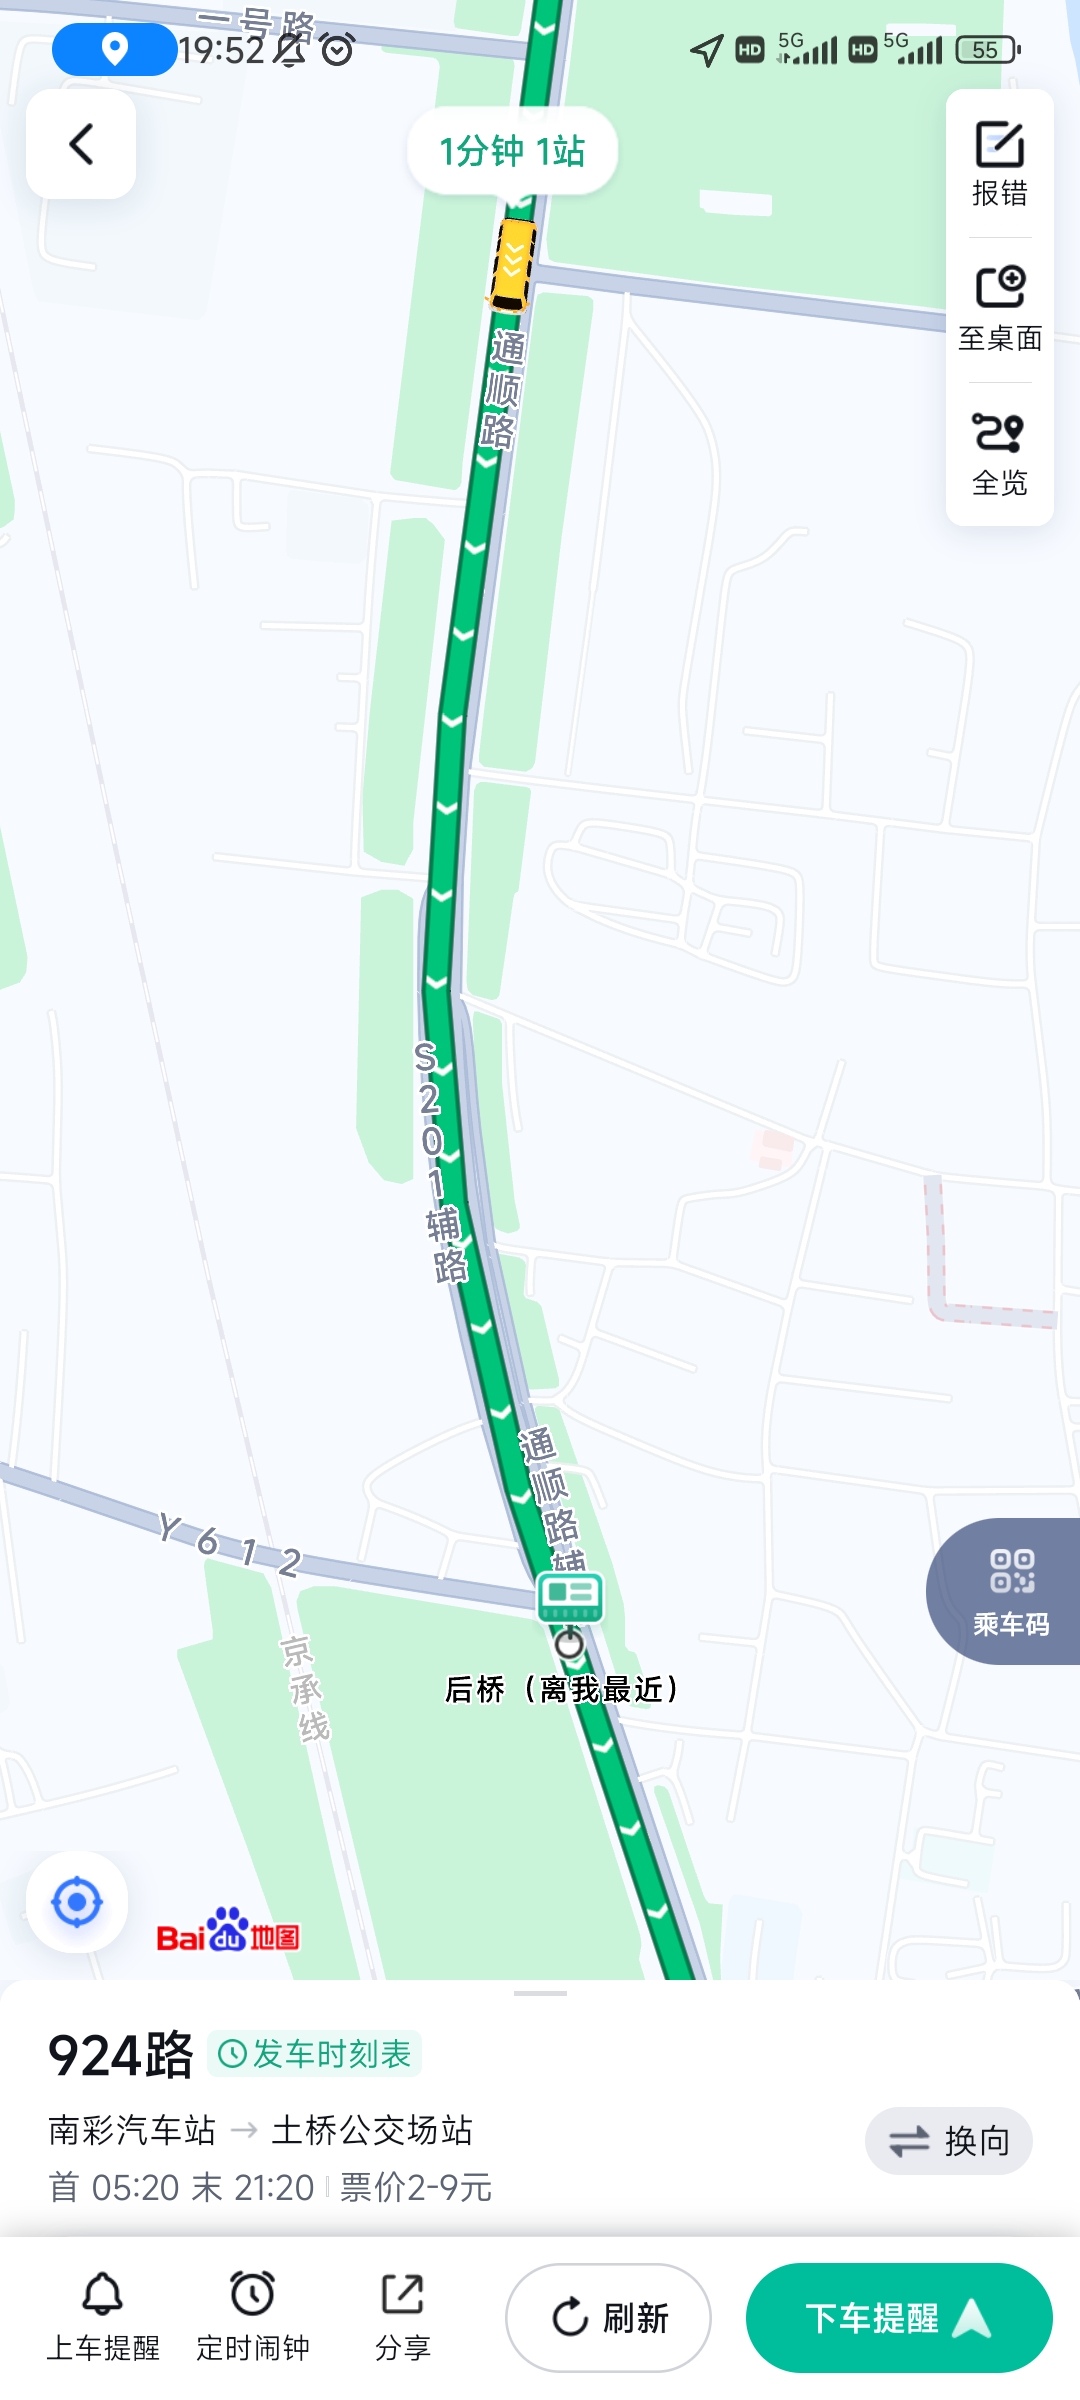 一号路
19:52
HD 5G HD 5G 55
1分钟 1站
报错
至桌面
全览
通顺路
S201辅路
通顺路辅
Y612
京承线
乘车码
后桥（离我最近）
Baidu地图
924路 发车时刻表
南彩汽车站 → 土桥公交场站
换向
首 05:20 末 21:20 | 票价2-9元
上车提醒 定时闹钟 分享 刷新 下车提醒